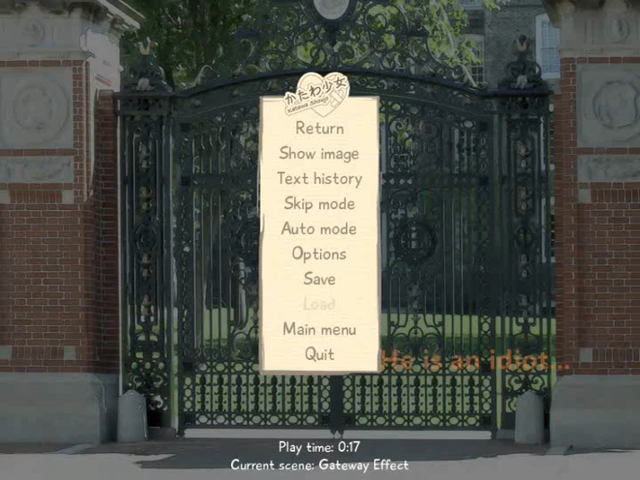 かたわ少女
Katawa Shoujo
Return
Show image
Text history
Skip mode
Auto mode
Options
Save
Load
Main menu
Quit
He is an idiot...
Play time: 0:17
Current scene: Gateway Effect